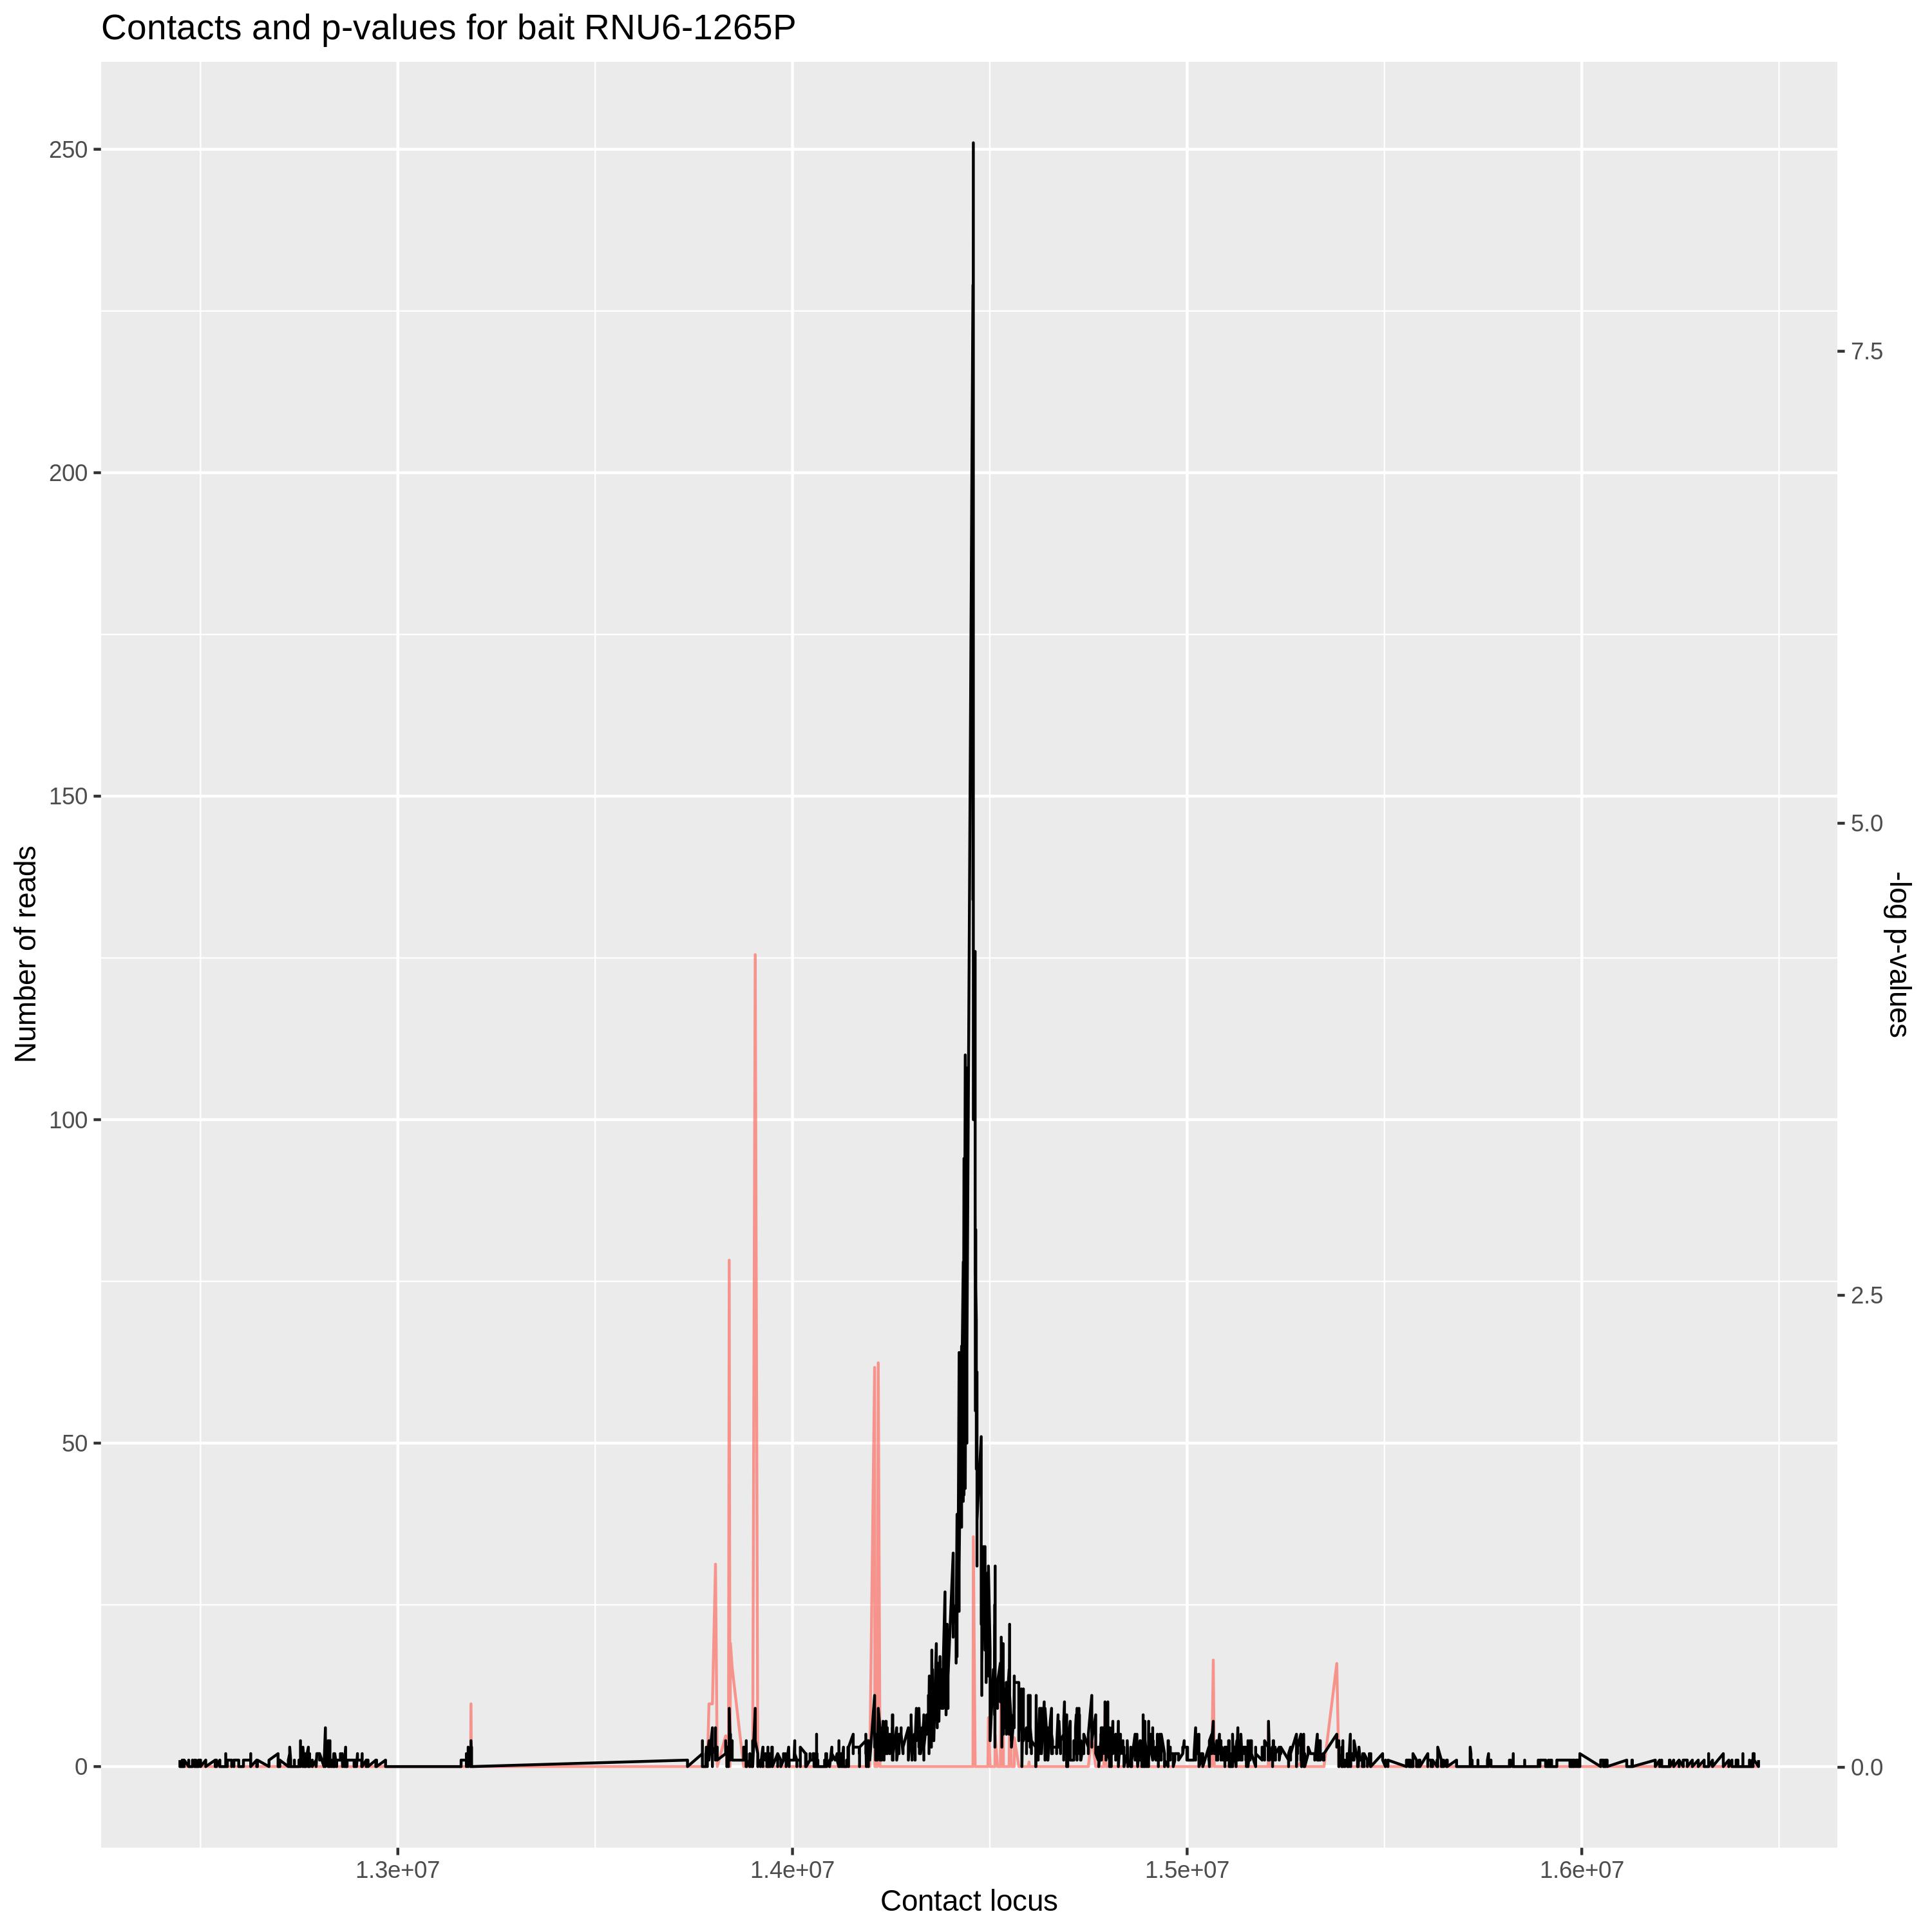 Contacts and p-values for bait RNU6-1265P
250
200
150
100
50
0
Number of reads
7.5
5.0
2.5
0.0
-log p-values
1.3e+07
1.4e+07
1.5e+07
1.6e+07
Contact locus